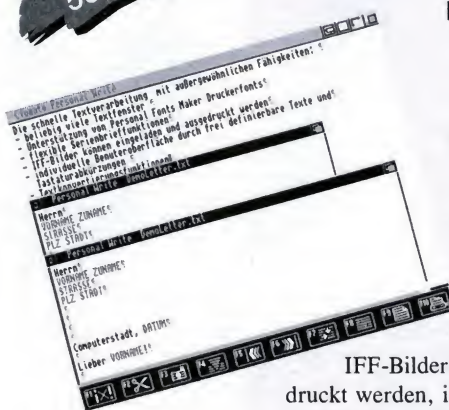 Cloanto Personal Write
Die schnelle Textverarbeitung mit außergewöhnlichen Fähigkeiten:
- beliebig viele Textfenster
- Unterstützung von Personal Fonts Maker Druckerfonts
- flexible Serienbrieffunktionen
- IFF-Bilder können eingeladen und ausgedruckt werden
- individuelle Benutzeroberfläche durch frei definierbare Texte und
- Tastaturabkürzungen
- Textkonvertierungsfunktionen
Personal Write DemoLetter.txt
Herrn
VORNAME ZUNAME
STRASSE
PLZ STADT
Personal Write DemoLetter.txt
Herrn
VORNAME ZUNAME
STRASSE
PLZ STADT
Computerstadt, DATUM
Lieber VORNAME!
IFF-Bilder
druckt werden, i